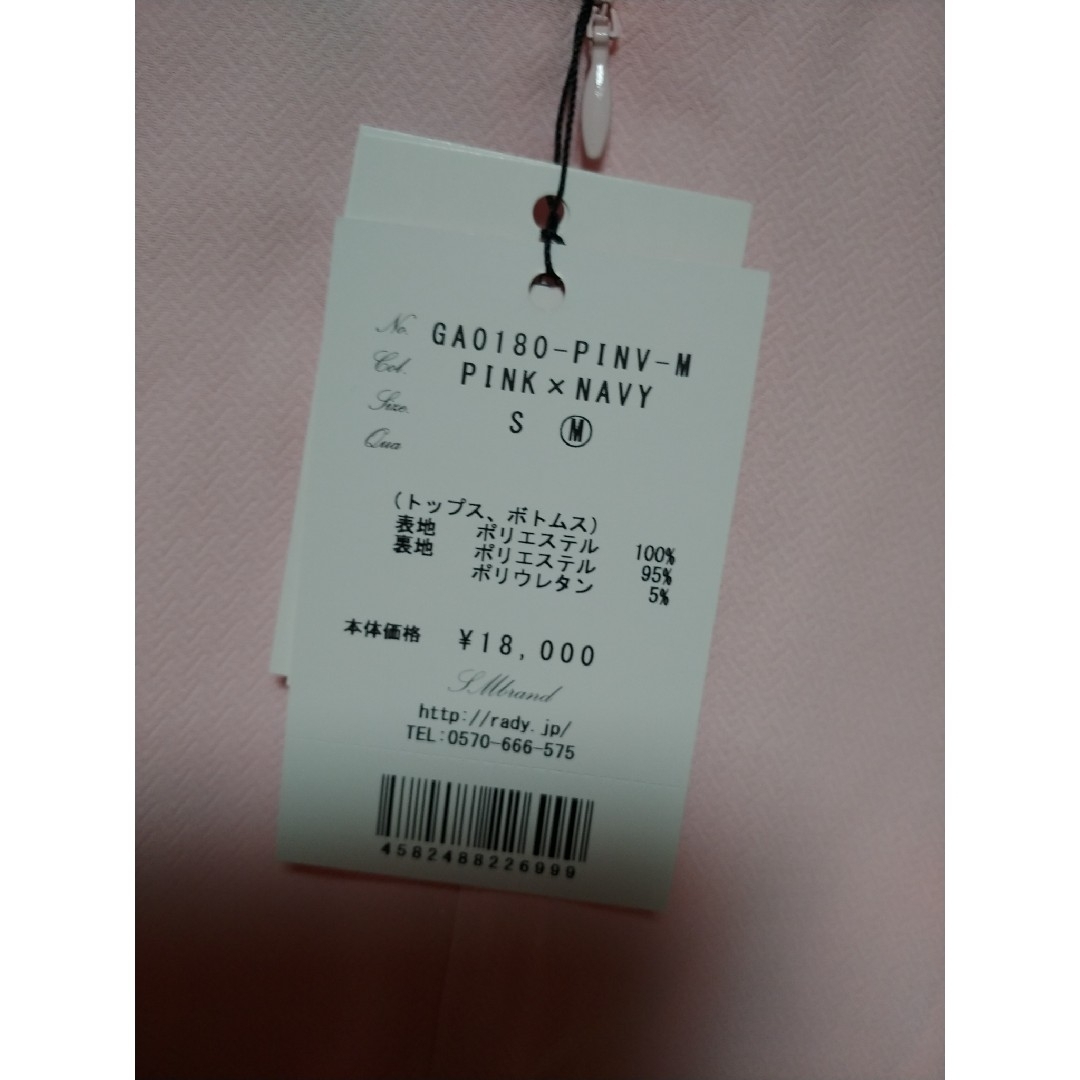 No. GA0180-PINV-M
Col. PINK×NAVY
Size. S Ⓜ
Qua
(トップス、ボトムス)
表地 ポリエステル 100%
裏地 ポリエステル 95%
ポリウレタン 5%
本体価格 ¥18,000
SMbrand
http://rady.jp/
TEL:0570-666-575
4582488226999